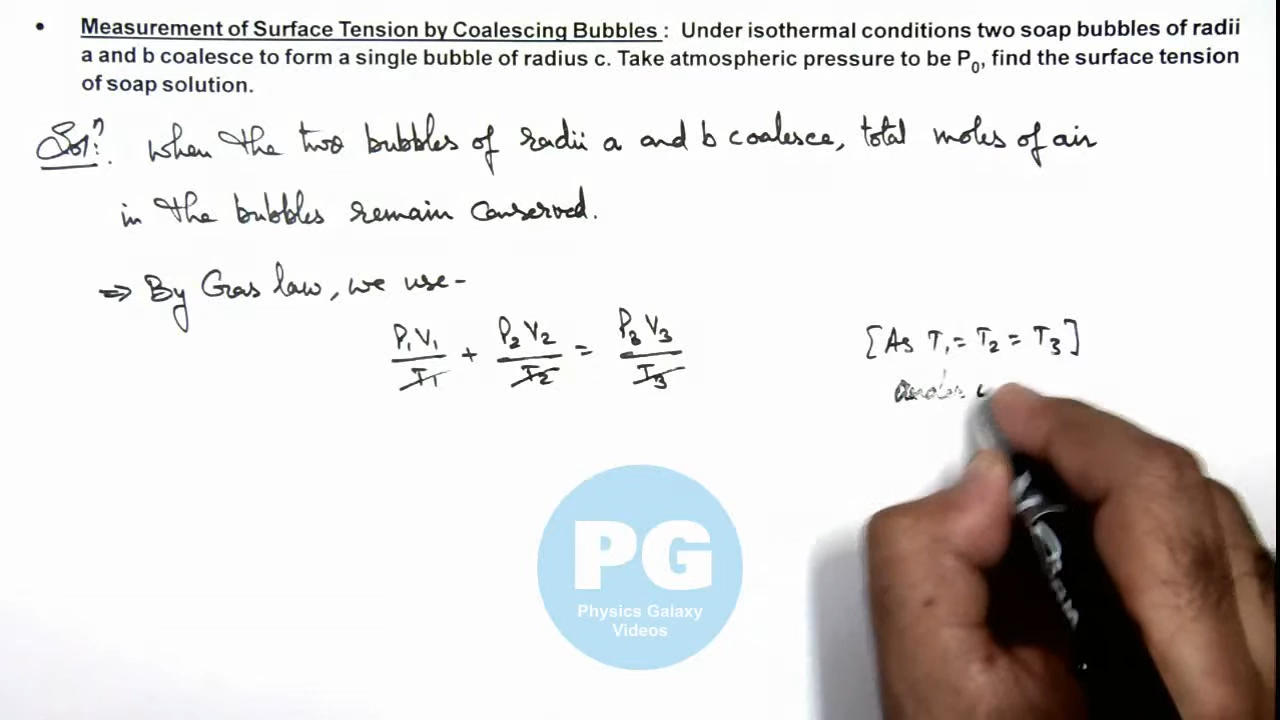 • Measurement of Surface Tension by Coalescing Bubbles : Under isothermal conditions two soap bubbles of radii
a and b coalesce to form a single bubble of radius c. Take atmospheric pressure to be P₀, find the surface tension
of soap solution.
Solⁿ: When the two bubbles of radii a and b coalesce, total moles of air
in the bubbles remain conserved.
⇒ By Gas law, we use -
P₁V₁/T₁ + P₂V₂/T₂ = P₃V₃/T₃ [As T₁ = T₂ = T₃]
PG
Physics Galaxy
Videos